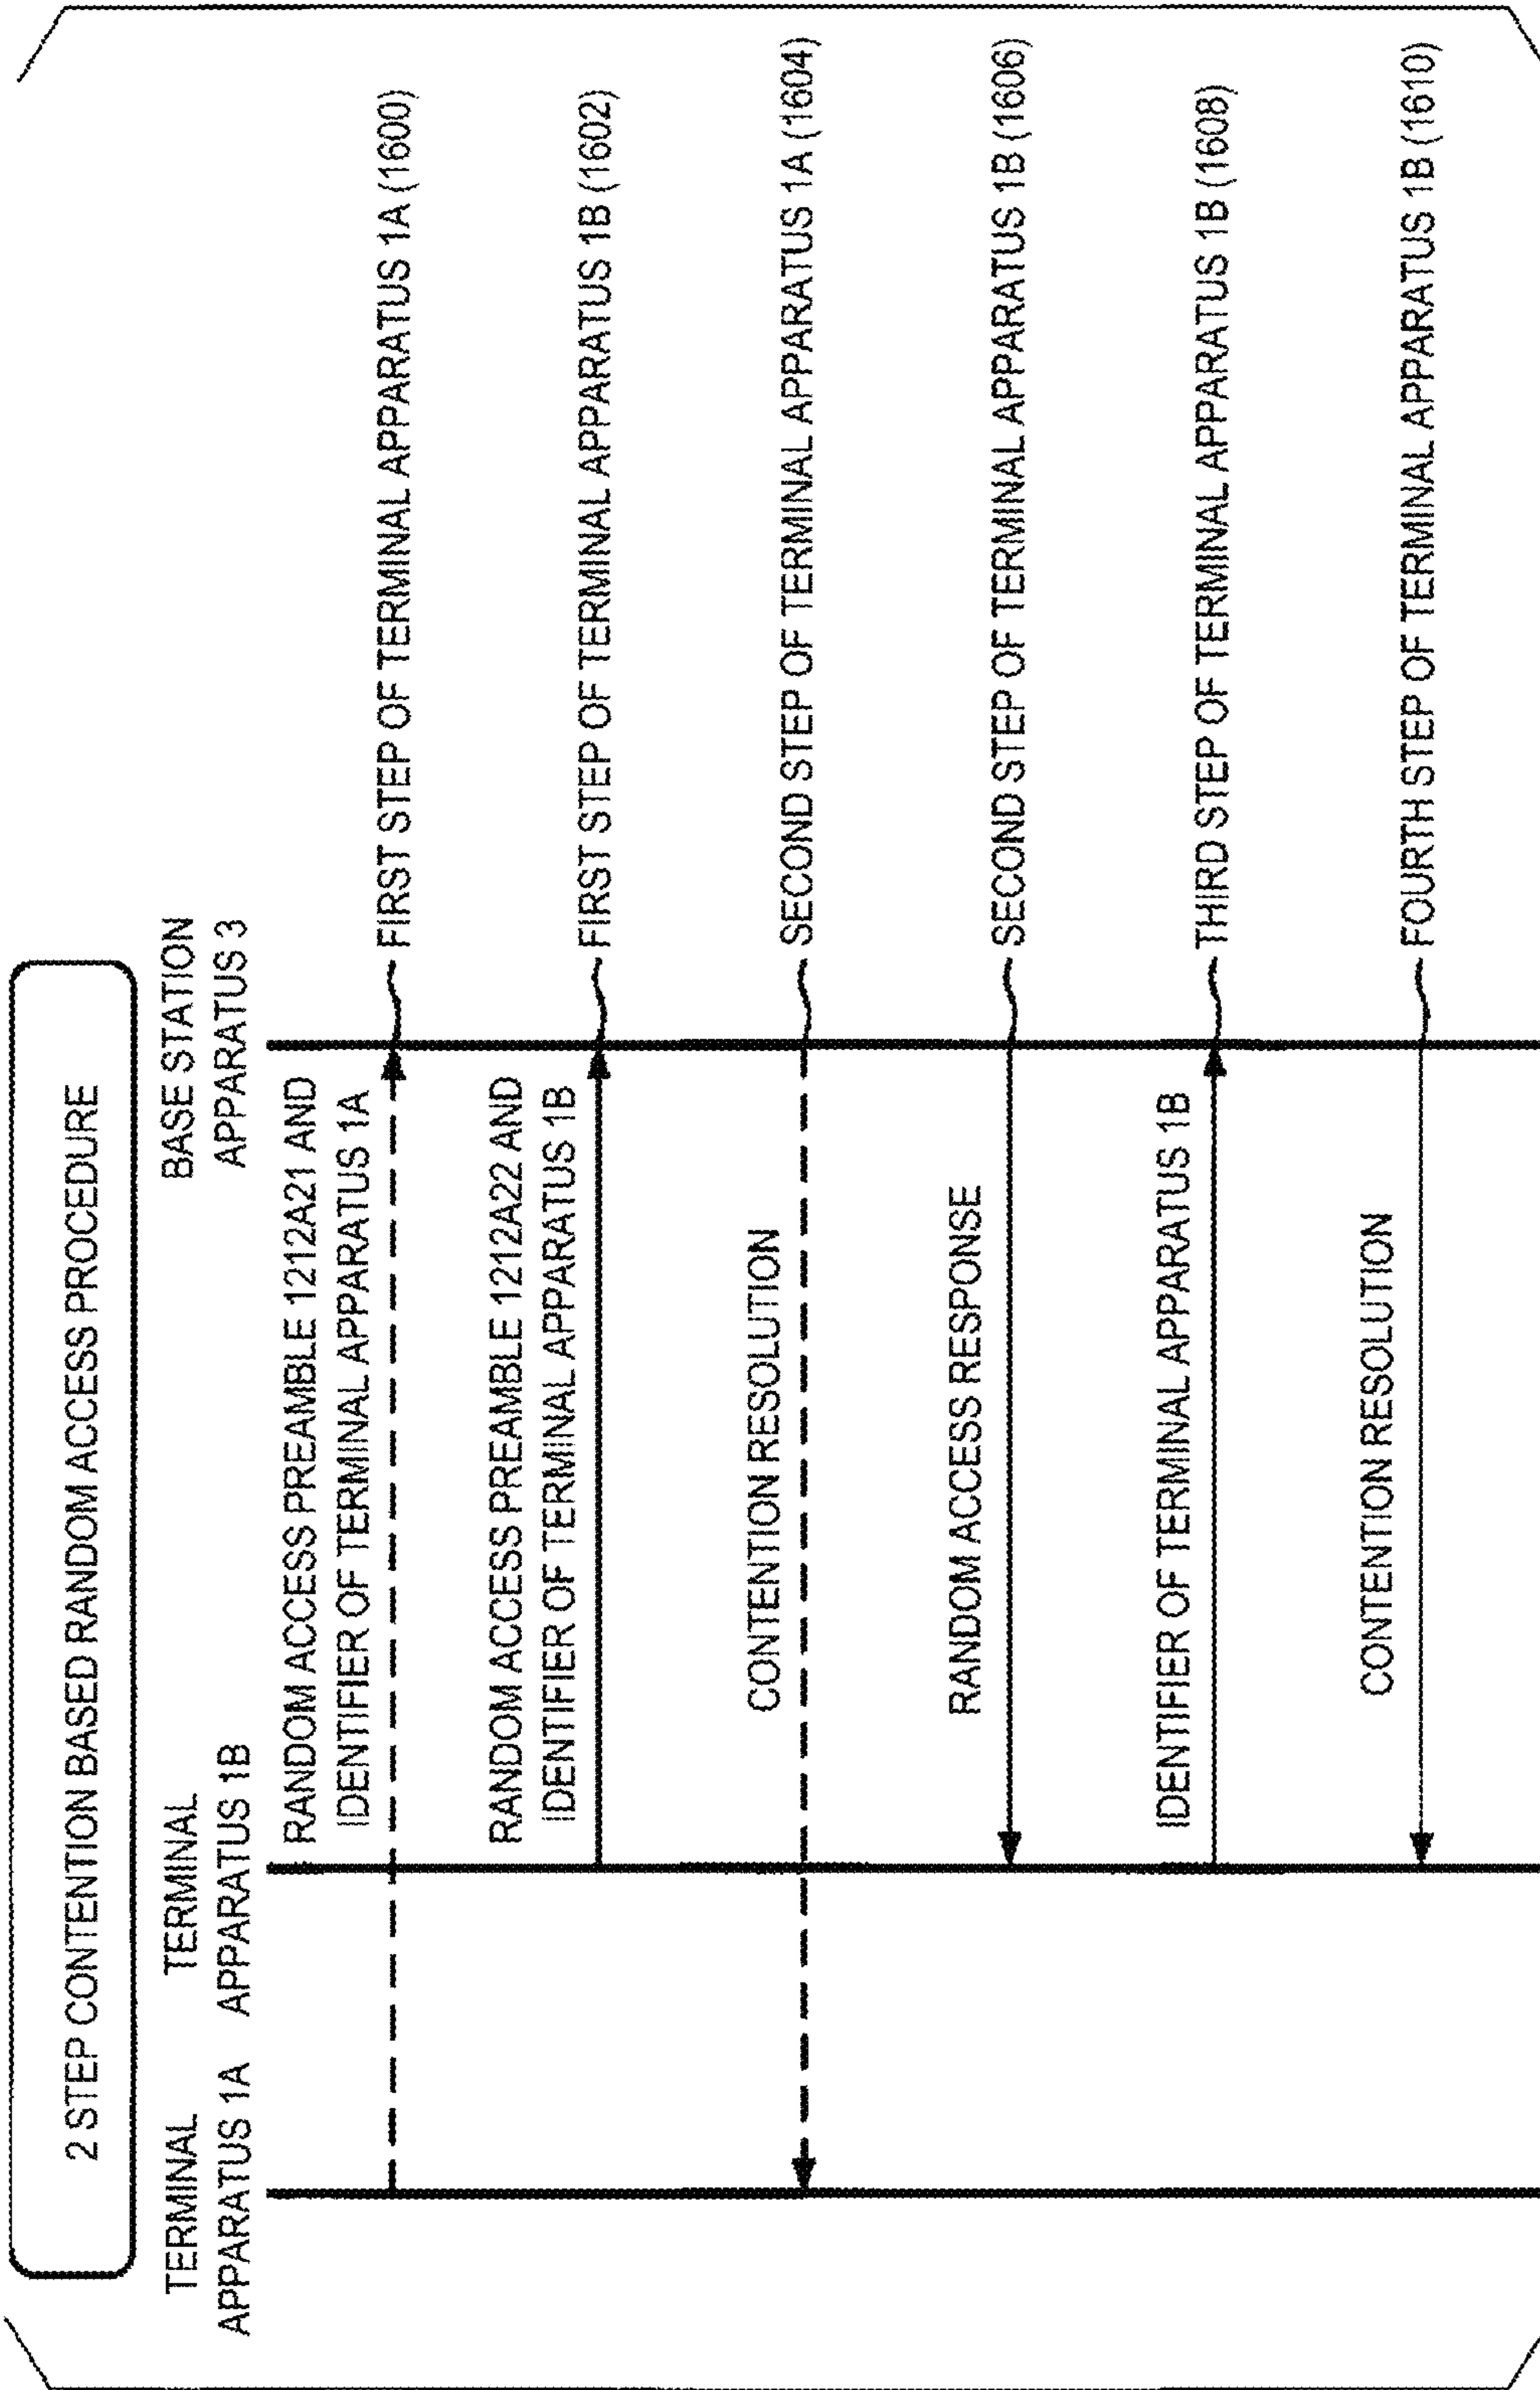 2 STEP CONTENTION BASED RANDOM ACCESS PROCEDURE
TERMINAL
APPARATUS 1A
TERMINAL
APPARATUS 1B
BASE STATION
APPARATUS 3
RANDOM ACCESS PREAMBLE 1212A21 AND
IDENTIFIER OF TERMINAL APPARATUS 1A
FIRST STEP OF TERMINAL APPARATUS 1A (1600)
RANDOM ACCESS PREAMBLE 1212A22 AND
IDENTIFIER OF TERMINAL APPARATUS 1B
FIRST STEP OF TERMINAL APPARATUS 1B (1602)
CONTENTION RESOLUTION
SECOND STEP OF TERMINAL APPARATUS 1A (1604)
RANDOM ACCESS RESPONSE
SECOND STEP OF TERMINAL APPARATUS 1B (1606)
IDENTIFIER OF TERMINAL APPARATUS 1B
THIRD STEP OF TERMINAL APPARATUS 1B (1608)
CONTENTION RESOLUTION
FOURTH STEP OF TERMINAL APPARATUS 1B (1610)